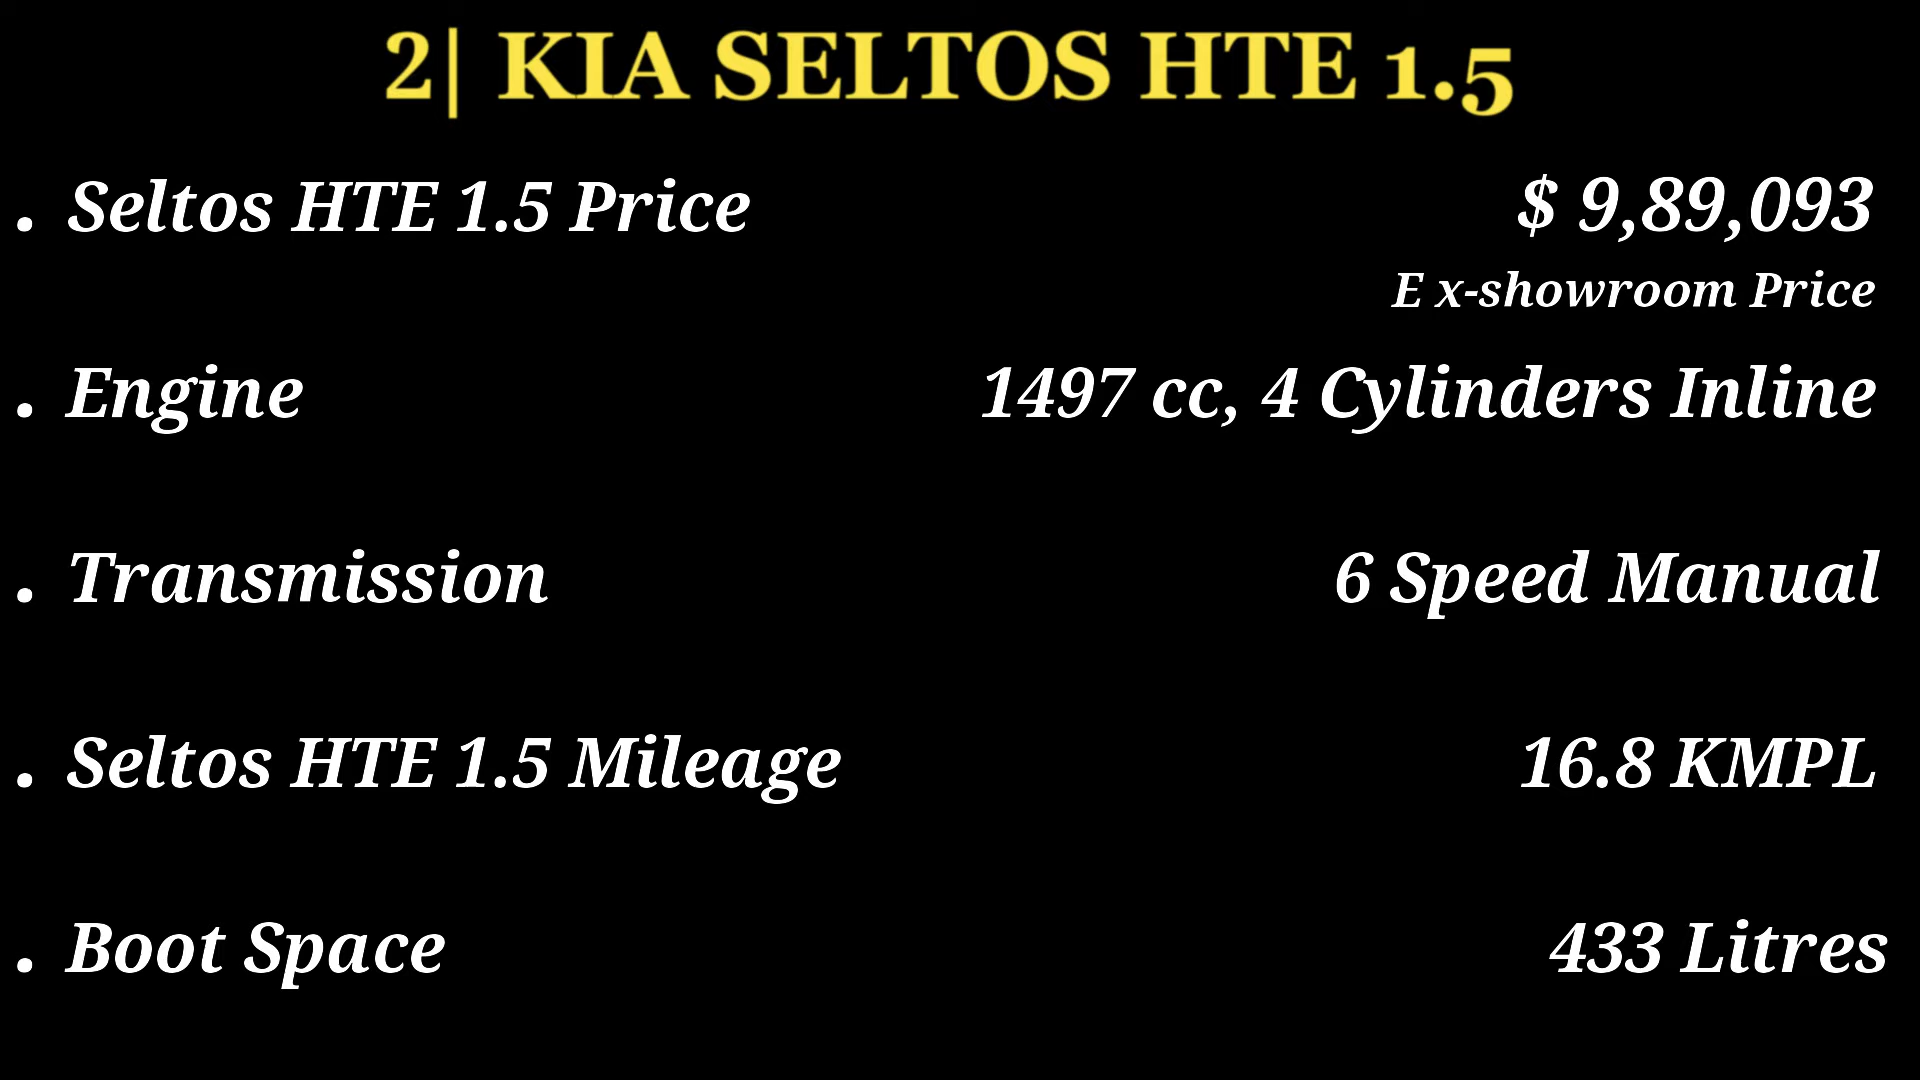 2| KIA SELTOS HTE 1.5
. Seltos HTE 1.5 Price $ 9,89,093
E x-showroom Price
. Engine 1497 cc, 4 Cylinders Inline
. Transmission 6 Speed Manual
. Seltos HTE 1.5 Mileage 16.8 KMPL
. Boot Space 433 Litres